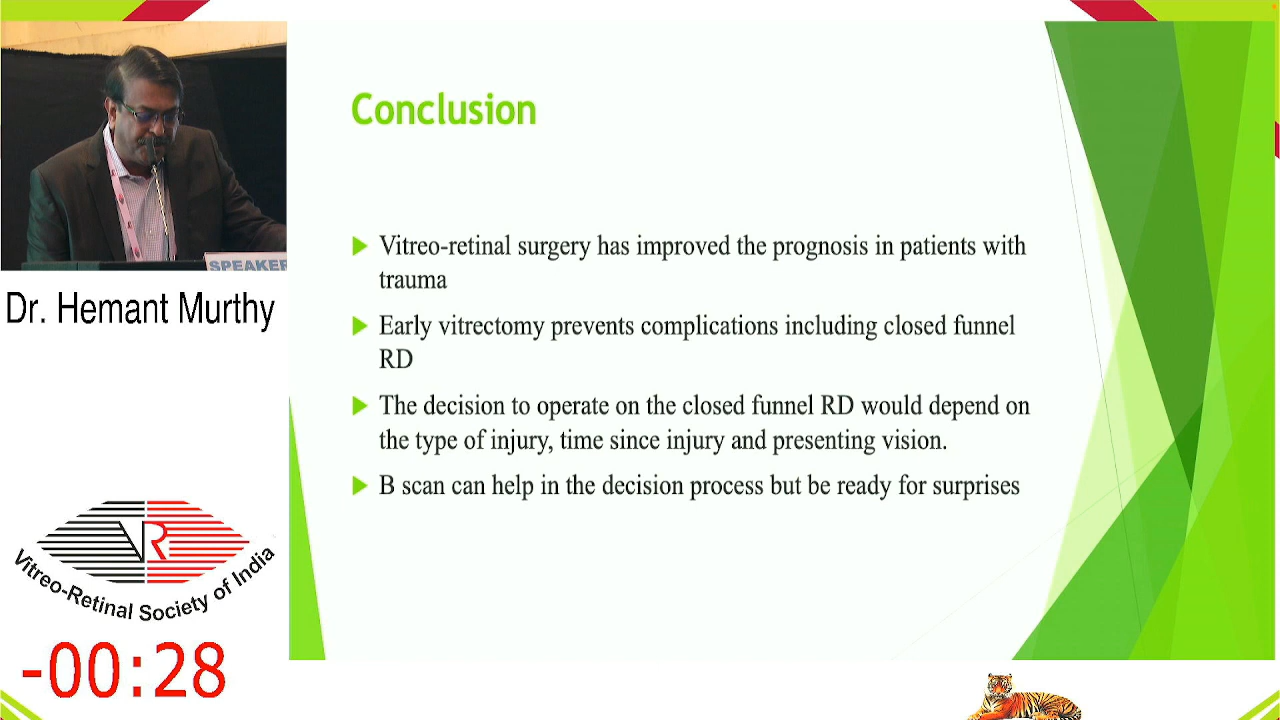 Conclusion
Vitreo-retinal surgery has improved the prognosis in patients with
trauma
Early vitrectomy prevents complications including closed funnel
RD
The decision to operate on the closed funnel RD would depend on
the type of injury, time since injury and presenting vision.
B scan can help in the decision process but be ready for surprises
SPEAKER
Dr. Hemant Murthy
VR
Vitreo-Retinal Society of India
-00:28